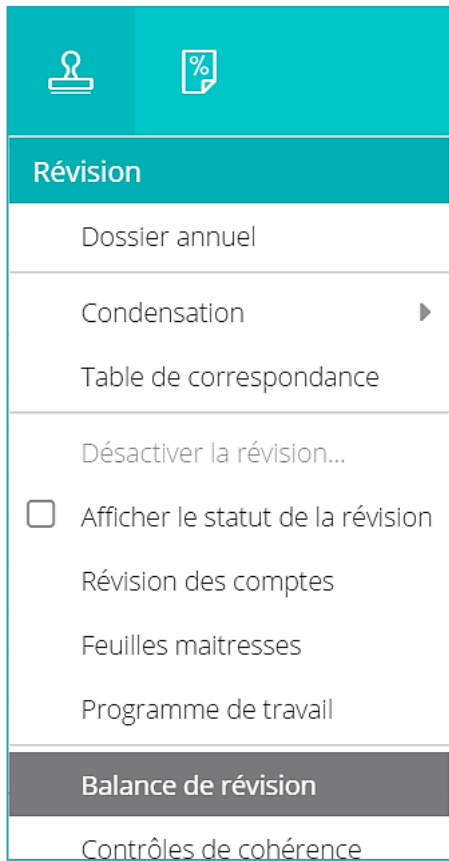 %
Révision
Dossier annuel
Condensation
Table de correspondance
Désactiver la révision...
Afficher le statut de la révision
Révision des comptes
Feuilles maitresses
Programme de travail
Balance de révision
Contrôles de cohérence